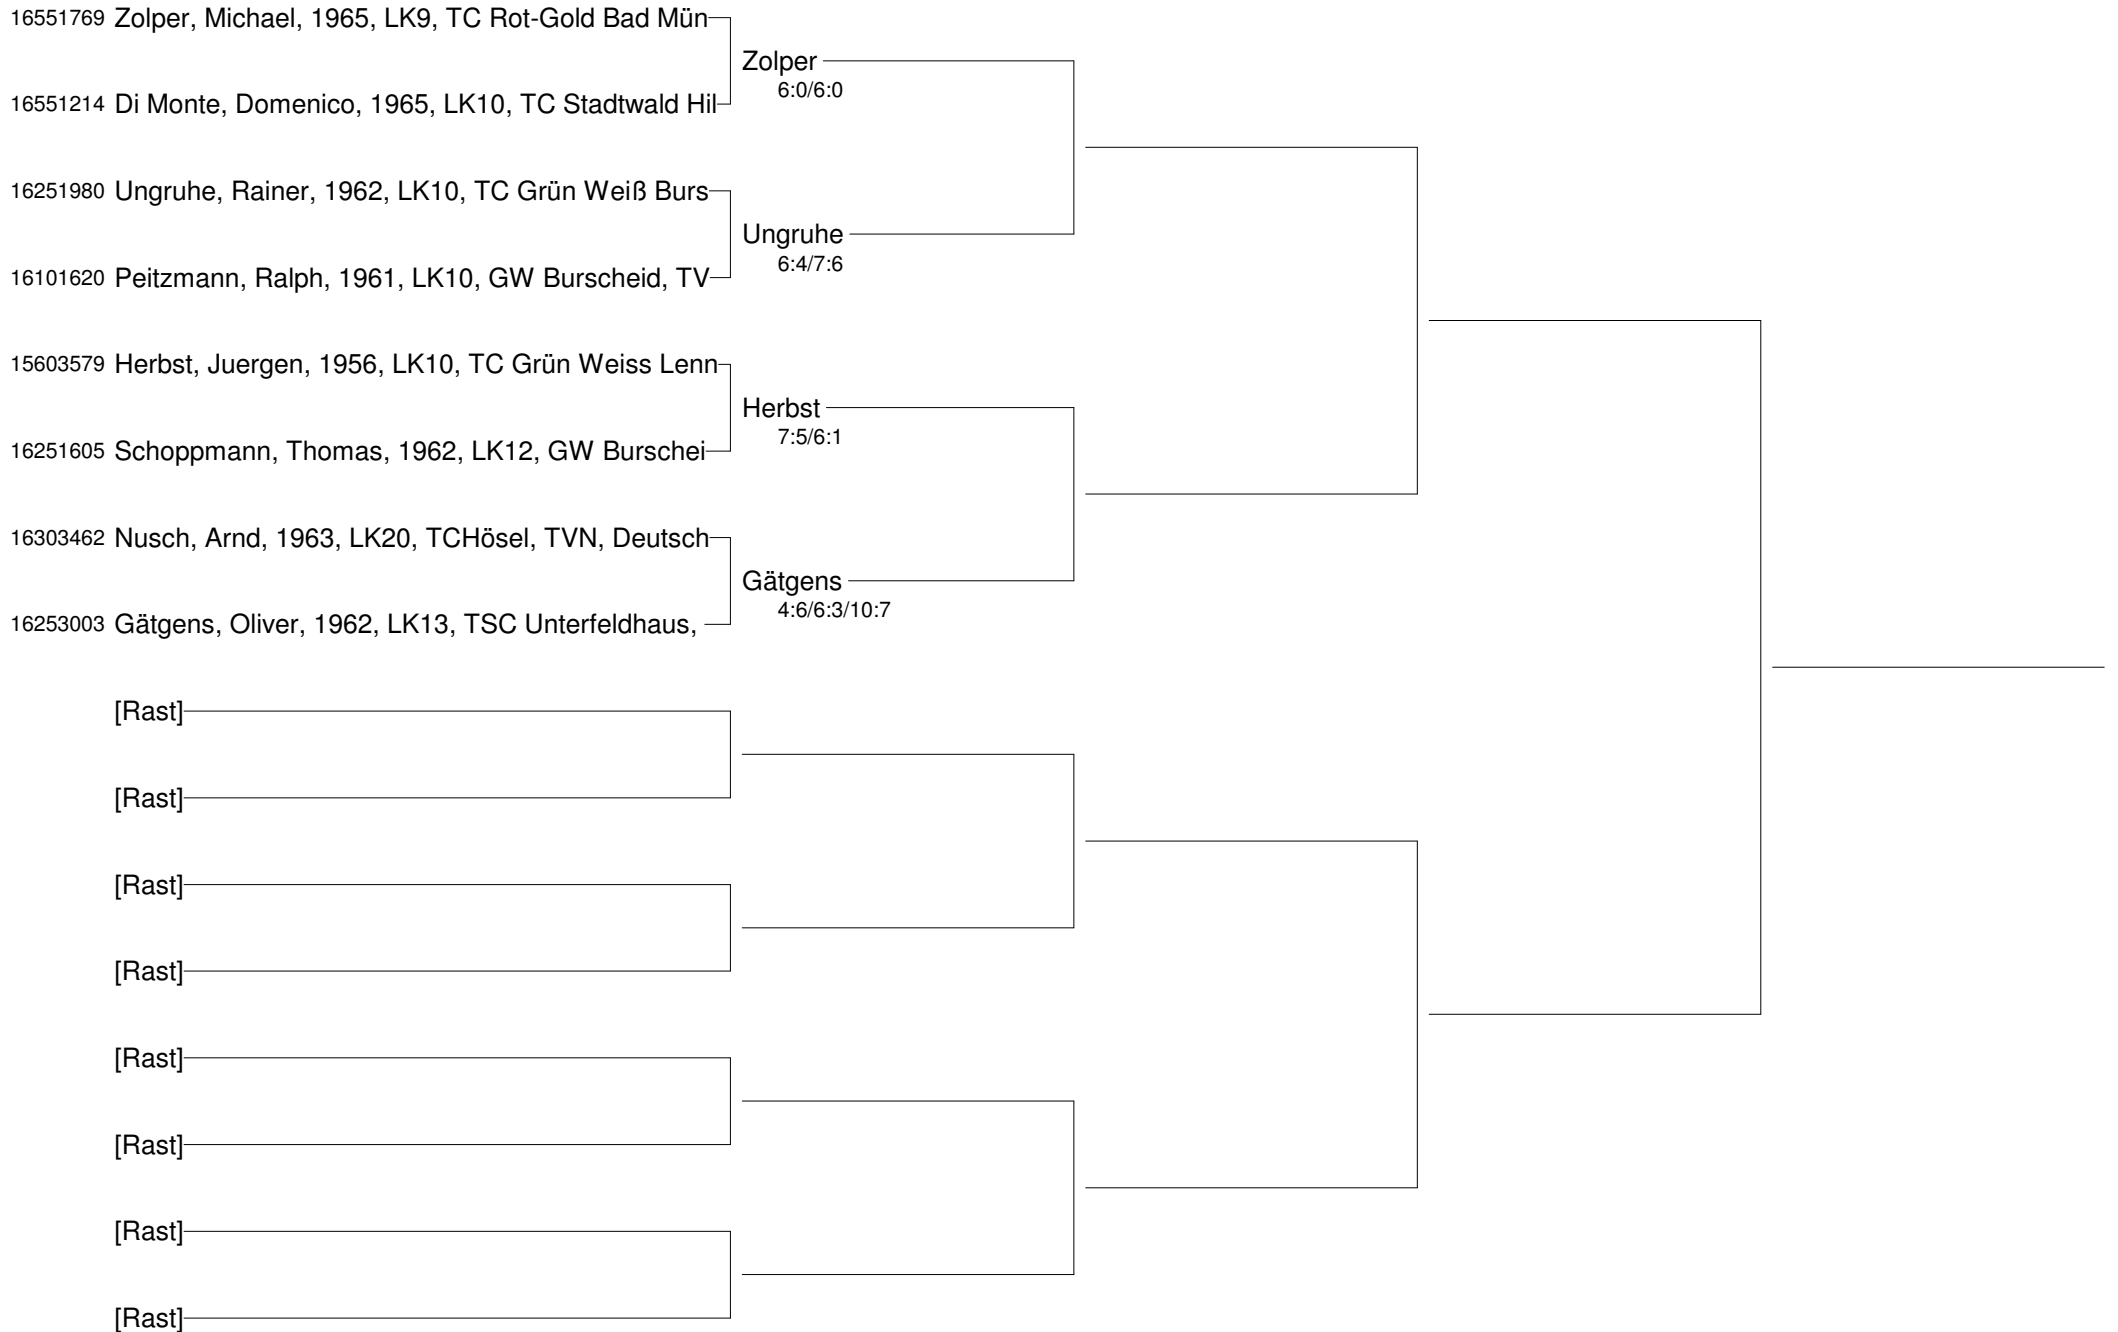 16551769 Zolper, Michael, 1965, LK9, TC Rot-Gold Bad Mün
Zolper
6:0/6:0
16551214 Di Monte, Domenico, 1965, LK10, TC Stadtwald Hil
16251980 Ungruhe, Rainer, 1962, LK10, TC Grün Weiß Burs
Ungruhe
6:4/7:6
16101620 Peitzmann, Ralph, 1961, LK10, GW Burscheid, TV
15603579 Herbst, Juergen, 1956, LK10, TC Grün Weiss Lenn
Herbst
7:5/6:1
16251605 Schoppmann, Thomas, 1962, LK12, GW Burschei
16303462 Nusch, Arnd, 1963, LK20, TCHösel, TVN, Deutsch
Gätgens
4:6/6:3/10:7
16253003 Gätgens, Oliver, 1962, LK13, TSC Unterfeldhaus,
[Rast]
[Rast]
[Rast]
[Rast]
[Rast]
[Rast]
[Rast]
[Rast]